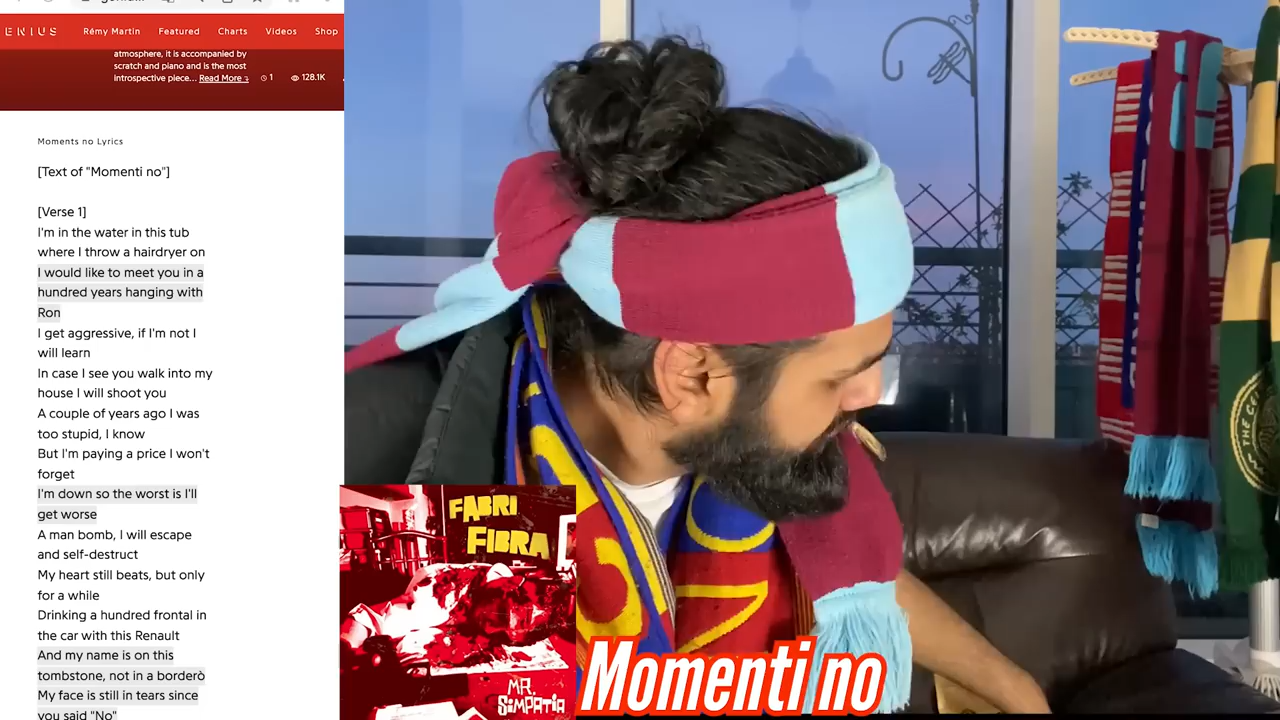 ENIUS
Rémy Martin
Featured
Charts
Videos
Shop
atmosphere, it is accompanied by
scratch and piano and is the most
introspective piece... Read More
1
128.1K
Moments no Lyrics
[Text of "Momenti no"]
[Verse 1]
I'm in the water in this tub
where I throw a hairdryer on
I would like to meet you in a
hundred years hanging with
Ron
I get aggressive, if I'm not I
will learn
In case I see you walk into my
house I will shoot you
A couple of years ago I was
too stupid, I know
But I'm paying a price I won't
forget
I'm down so the worst is I'll
get worse
A man bomb, I will escape
and self-destruct
My heart still beats, but only
for a while
Drinking a hundred frontal in
the car with this Renault
And my name is on this
tombstone, not in a borderò
My face is still in tears since
you said "No"
FABRI
FIBRA
MR.
SiMPATiA
Momenti no
THE CE